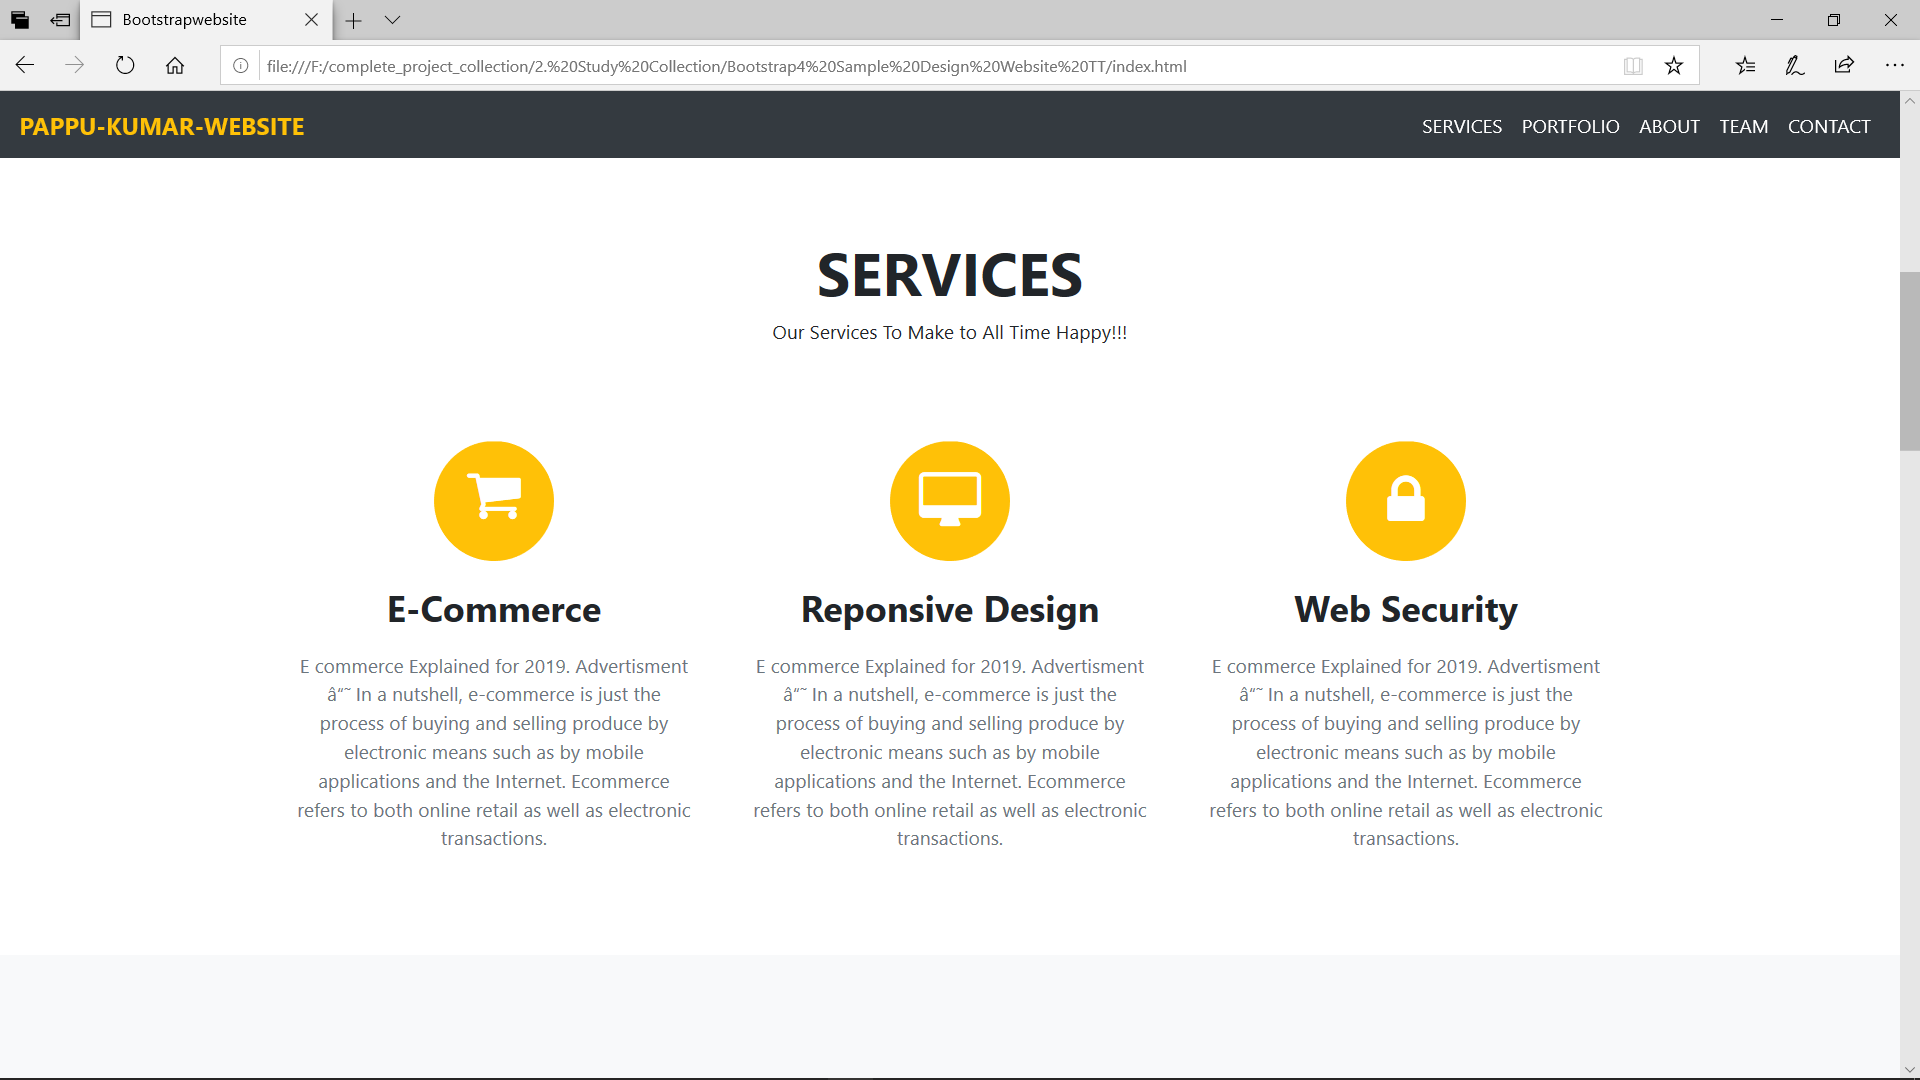 Bootstrapwebsite
file:///F:/complete_project_collection/2.%20Study%20Collection/Bootstrap4%20Sample%20Design%20Website%20TT/index.html
PAPPU-KUMAR-WEBSITE
SERVICES PORTFOLIO ABOUT TEAM CONTACT
SERVICES
Our Services To Make to All Time Happy!!!
E-Commerce
E commerce Explained for 2019. Advertisment
â“˜ In a nutshell, e-commerce is just the
process of buying and selling produce by
electronic means such as by mobile
applications and the Internet. Ecommerce
refers to both online retail as well as electronic
transactions.
Reponsive Design
E commerce Explained for 2019. Advertisment
â“˜ In a nutshell, e-commerce is just the
process of buying and selling produce by
electronic means such as by mobile
applications and the Internet. Ecommerce
refers to both online retail as well as electronic
transactions.
Web Security
E commerce Explained for 2019. Advertisment
â“˜ In a nutshell, e-commerce is just the
process of buying and selling produce by
electronic means such as by mobile
applications and the Internet. Ecommerce
refers to both online retail as well as electronic
transactions.